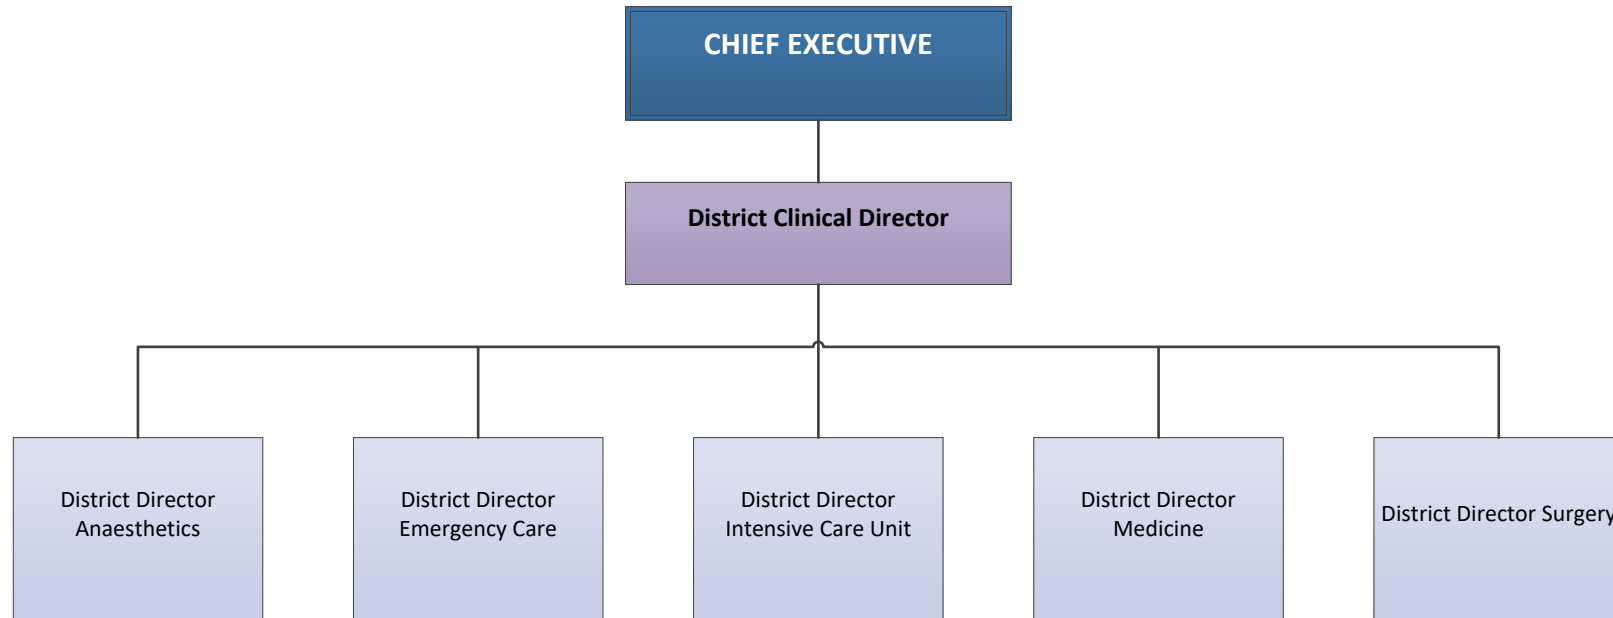 CHIEF EXECUTIVE
District Clinical Director
District Director
Anaesthetics
District Director
Emergency Care
District Director
Intensive Care Unit
District Director
Medicine
District Director Surgery